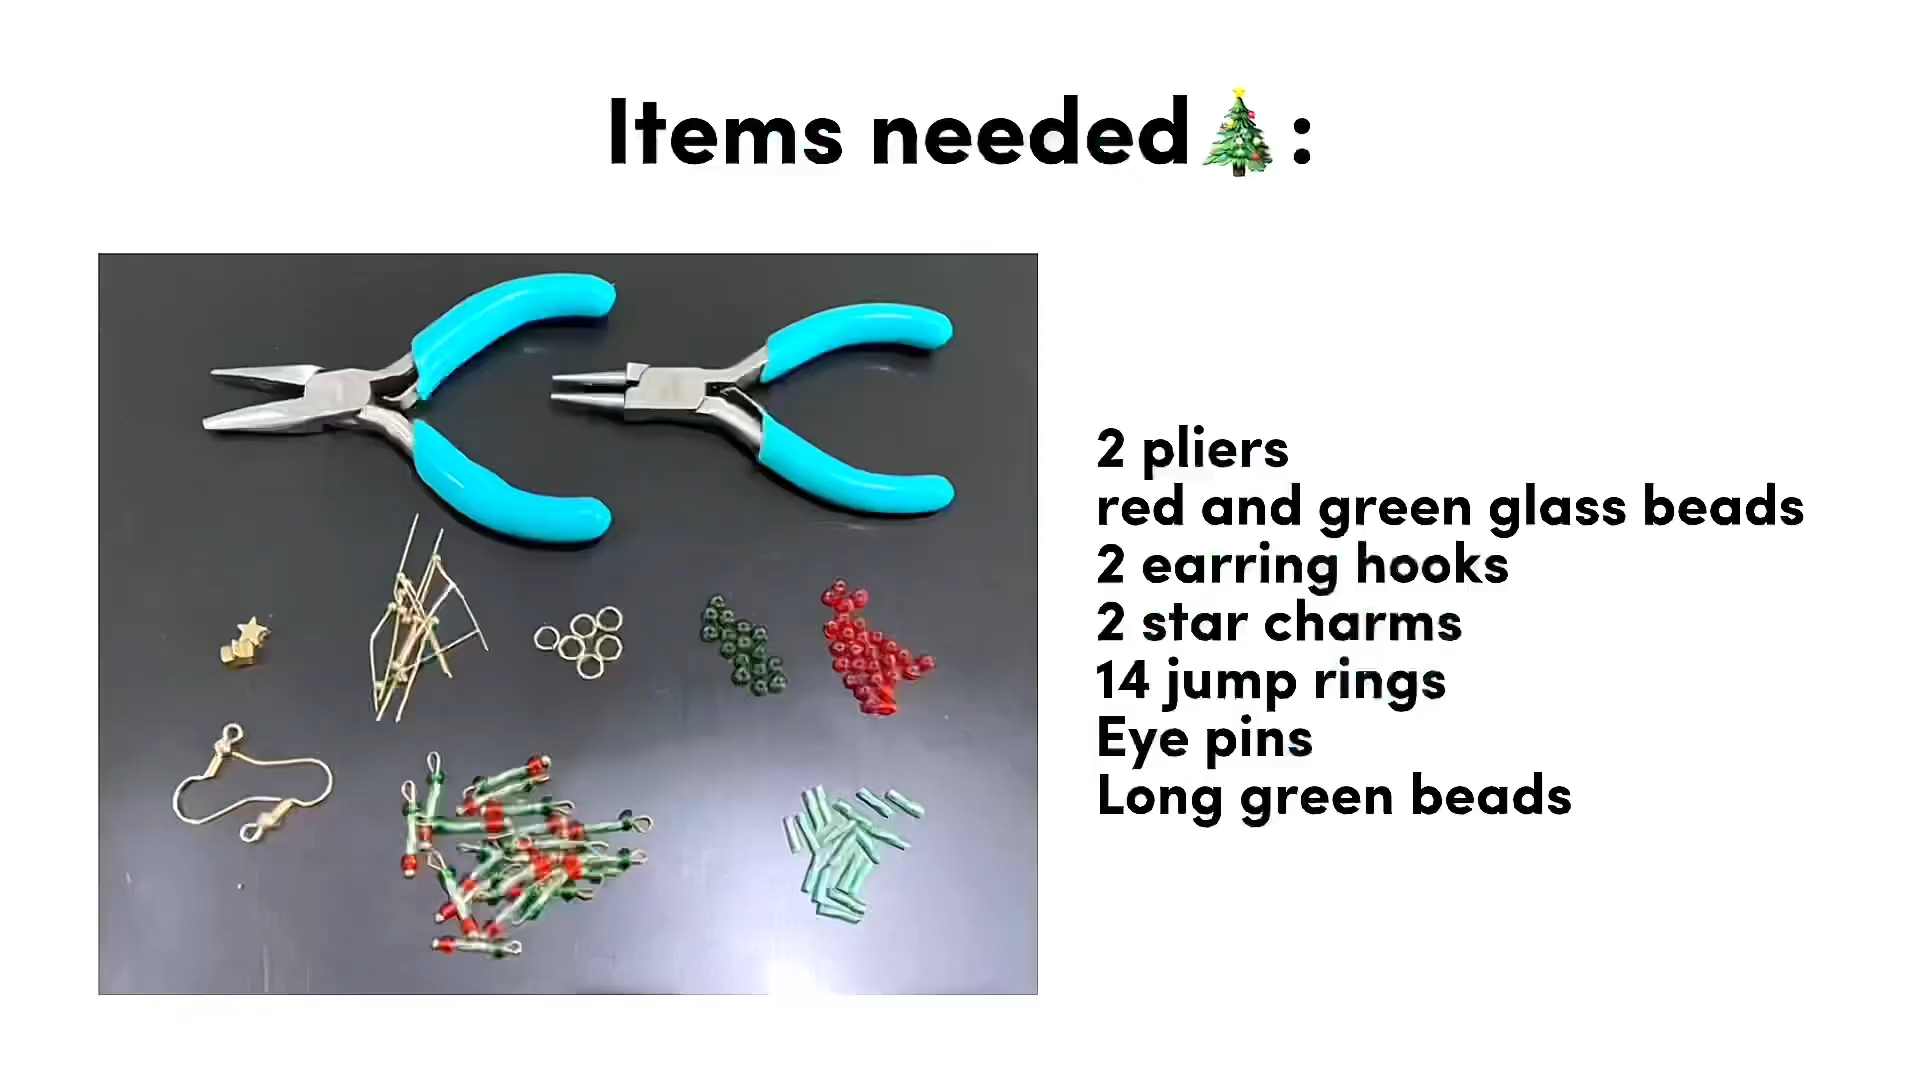 Items needed🎄:
2 pliers
red and green glass beads
2 earring hooks
2 star charms
14 jump rings
Eye pins
Long green beads